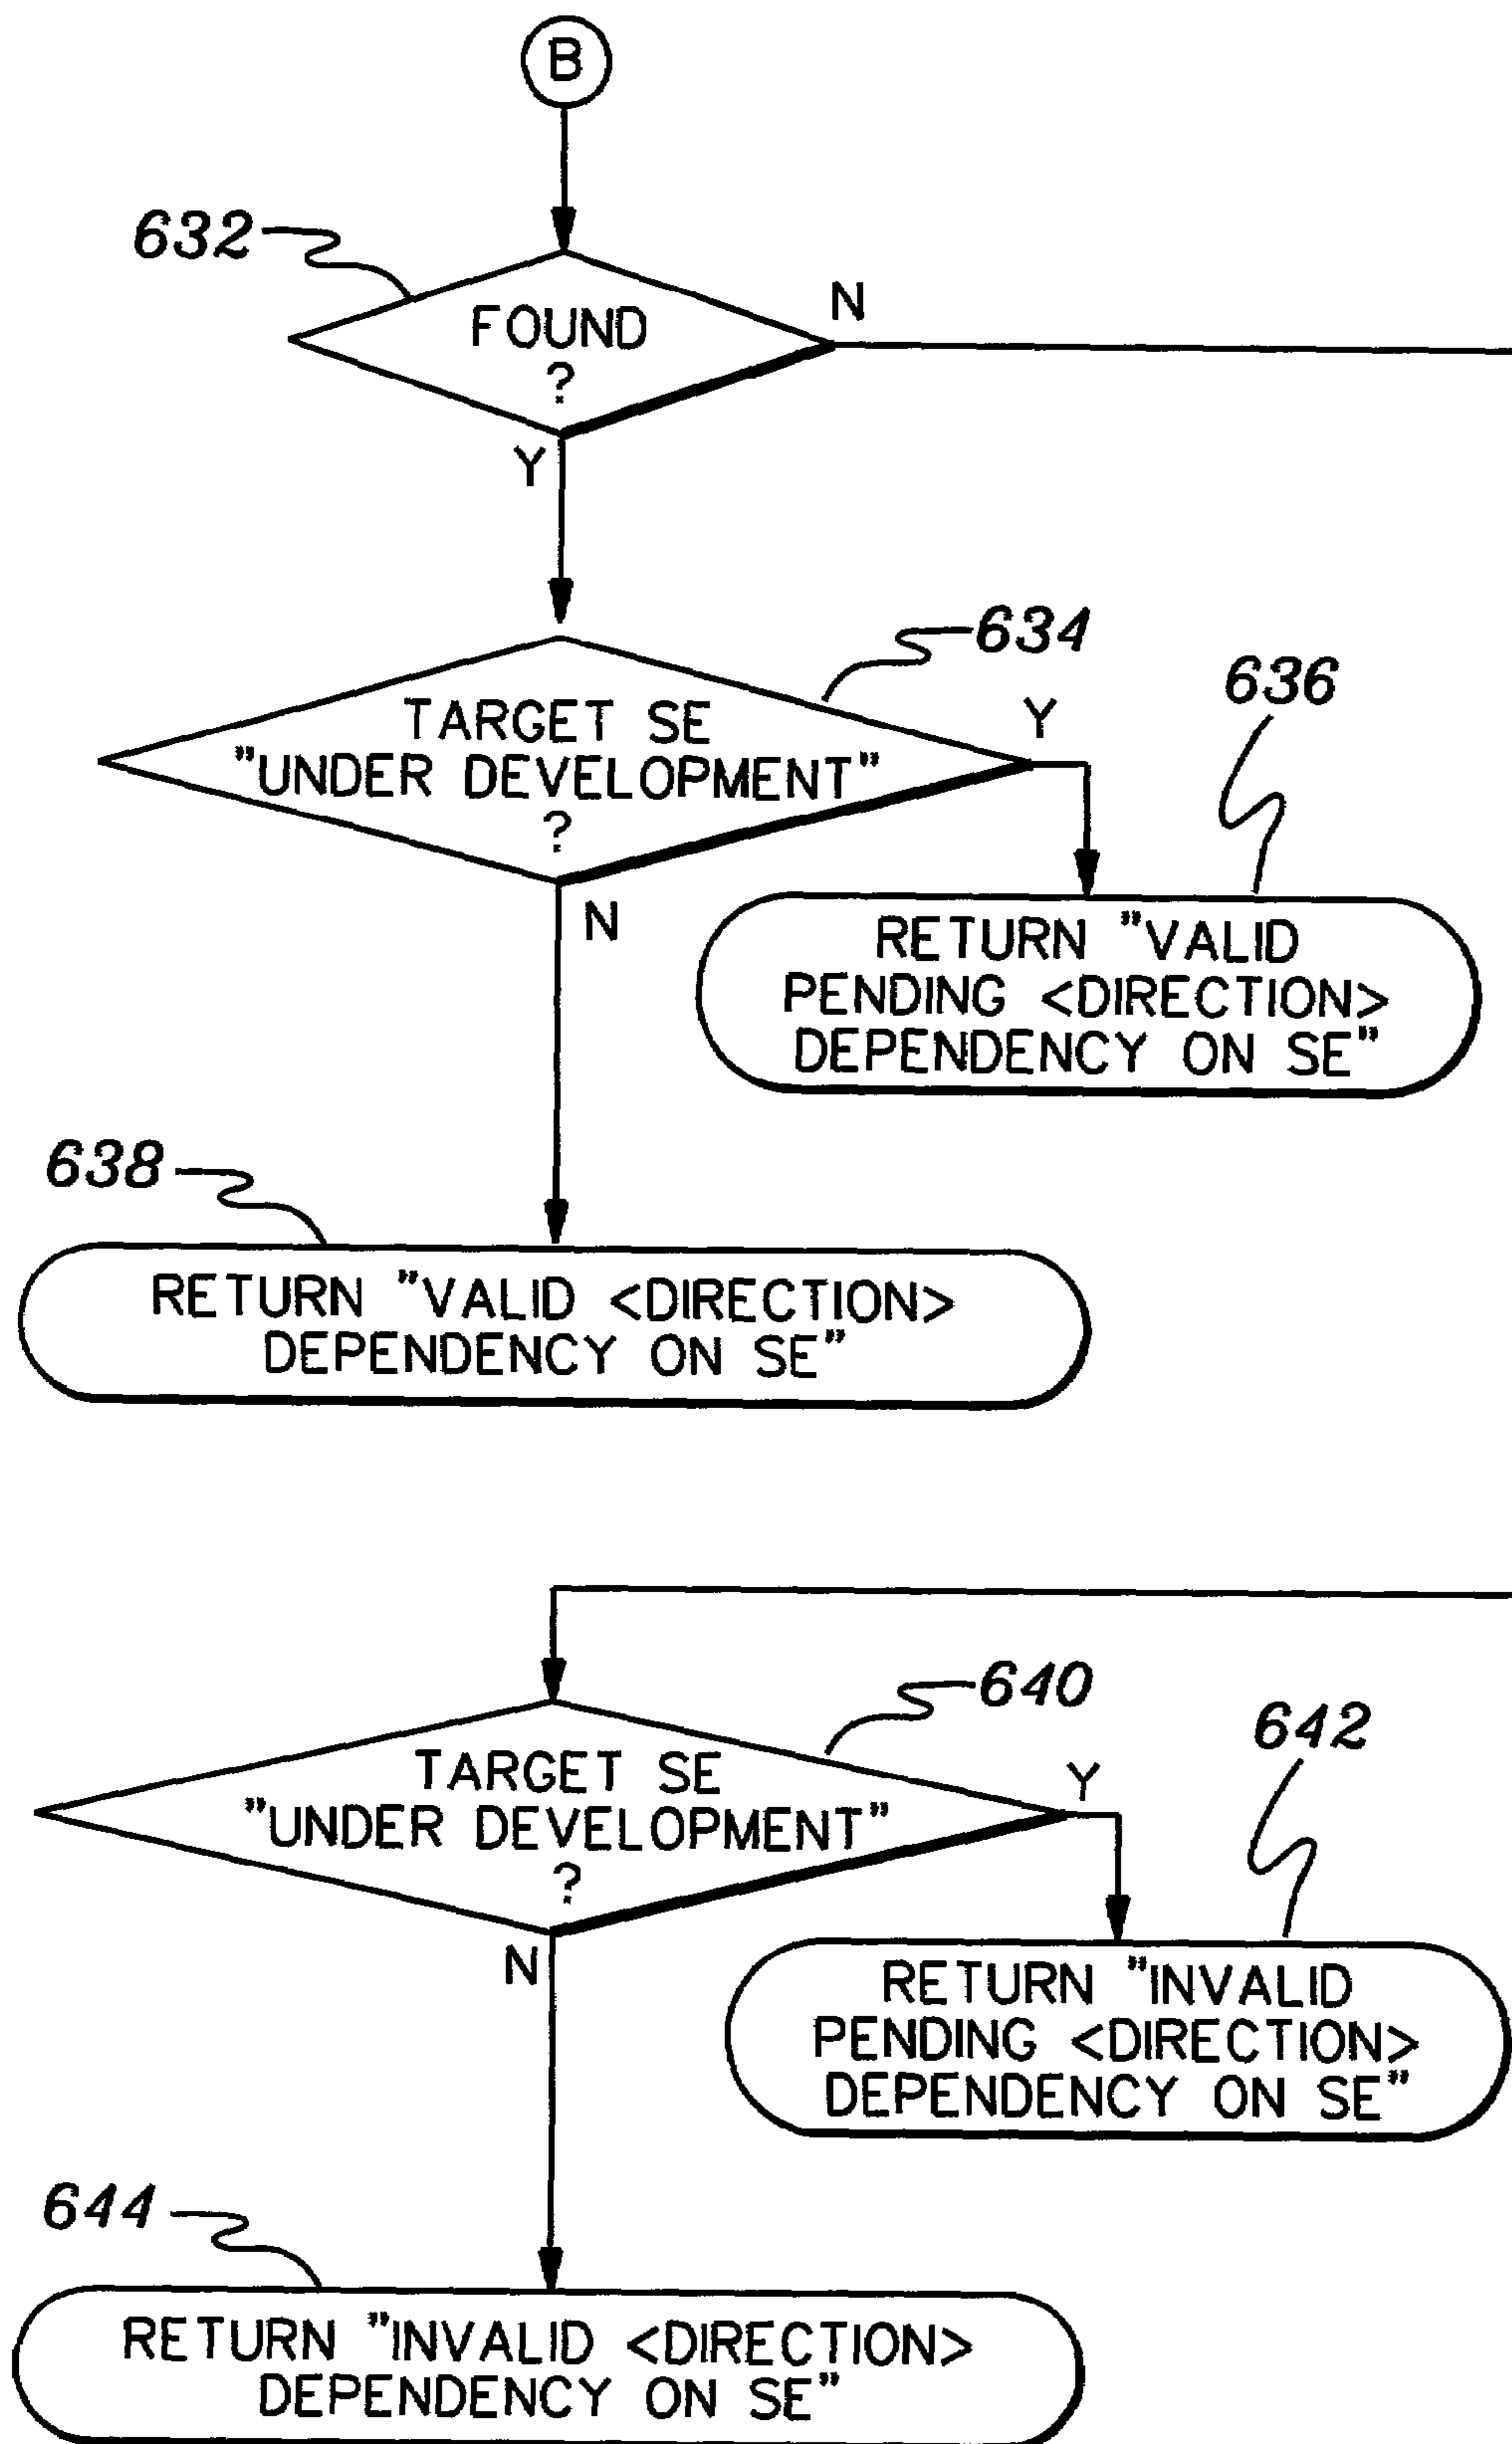 B
632
FOUND
?
N
Y
634
TARGET SE
"UNDER DEVELOPMENT"
?
Y
N
636
RETURN "VALID
PENDING <DIRECTION>
DEPENDENCY ON SE"
638
RETURN "VALID <DIRECTION>
DEPENDENCY ON SE"
640
TARGET SE
"UNDER DEVELOPMENT"
?
Y
N
642
RETURN "INVALID
PENDING <DIRECTION>
DEPENDENCY ON SE"
644
RETURN "INVALID <DIRECTION>
DEPENDENCY ON SE"